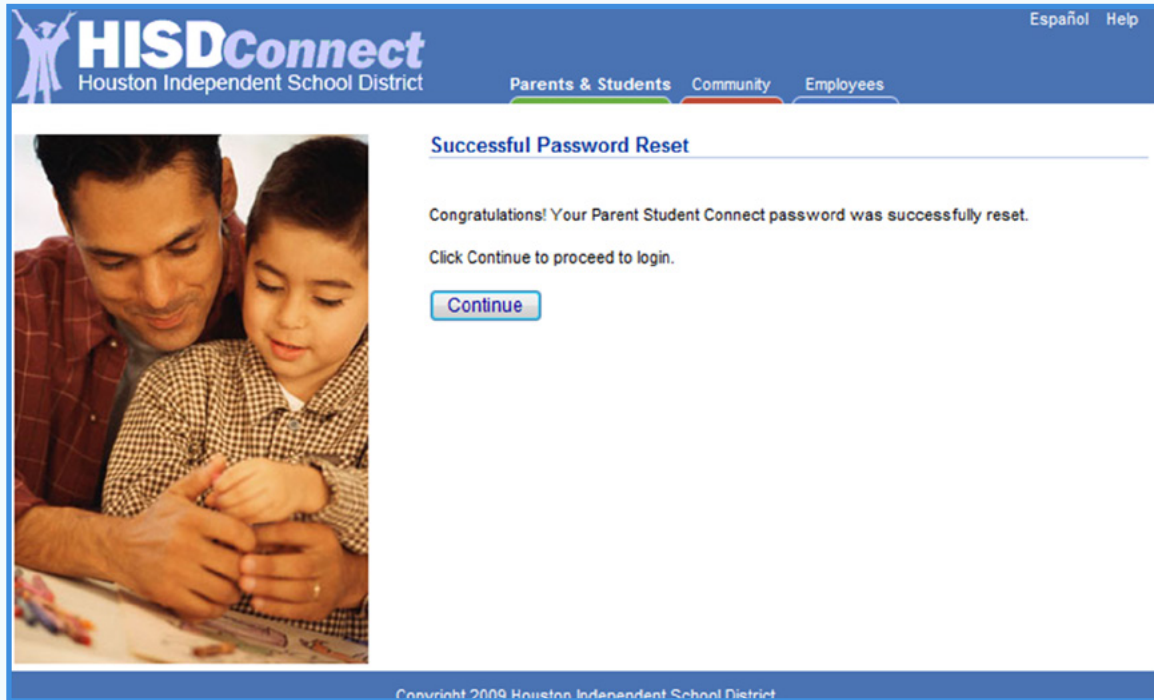 Español Help
HISDConnect
Houston Independent School District
Parents & Students Community Employees
Successful Password Reset
Congratulations! Your Parent Student Connect password was successfully reset.
Click Continue to proceed to login.
Continue
Copyright 2009 Houston Independent School District